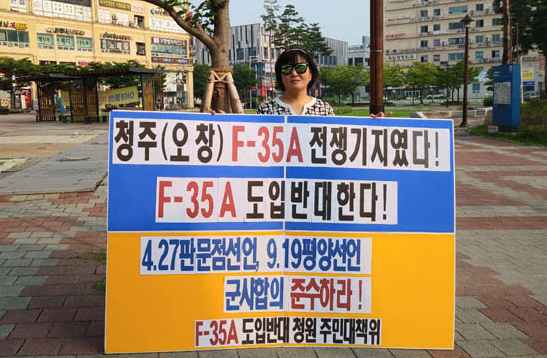 청주(오창) F-35A 전쟁기지였다!
F-35A 도입반대한다!
4.27판문점선언, 9.19평양선언
군사합의 준수하라!
F-35A 도입반대 청원 주민대책위